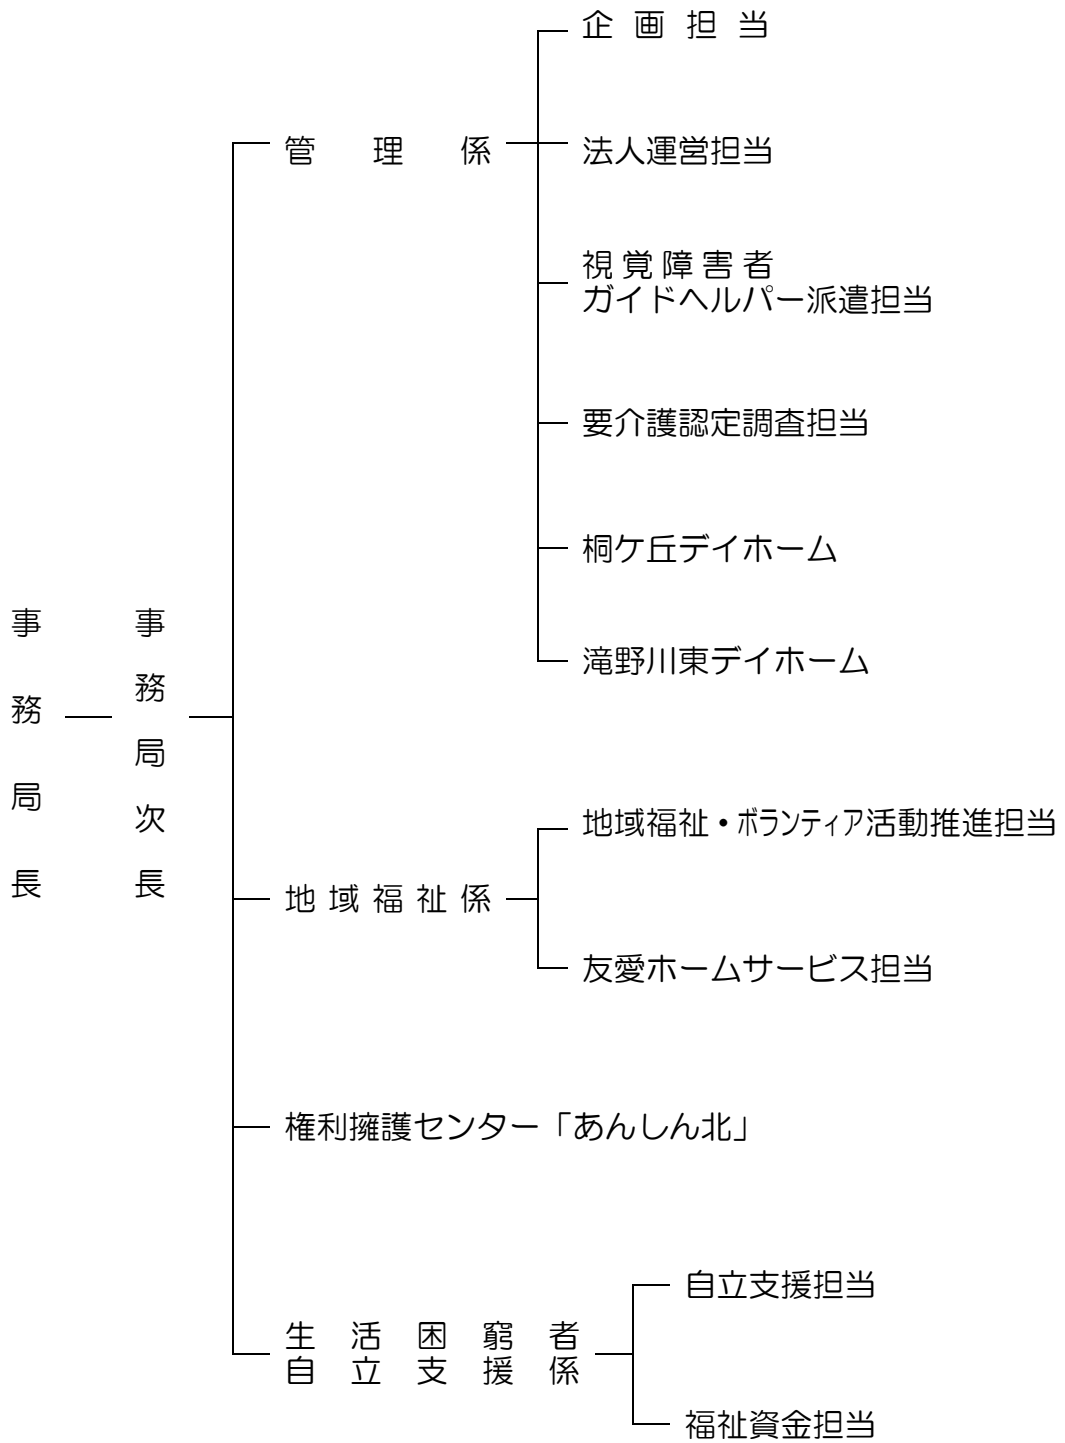 事務局長
事務局次長
管理係
企画担当
法人運営担当
視覚障害者
ガイドヘルパー派遣担当
要介護認定調査担当
桐ケ丘デイホーム
滝野川東デイホーム
地域福祉係
地域福祉・ボランティア活動推進担当
友愛ホームサービス担当
権利擁護センター「あんしん北」
生活困窮者
自立支援係
自立支援担当
福祉資金担当